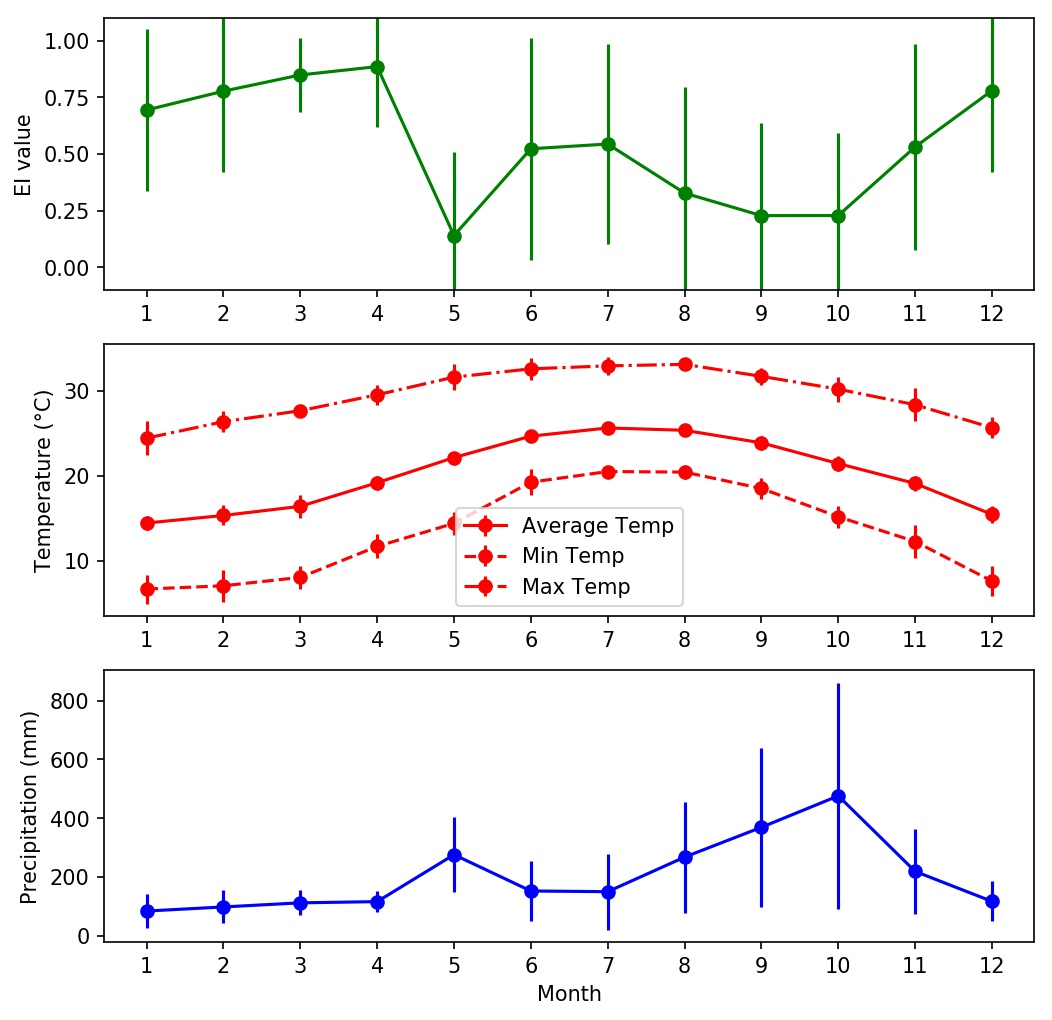 EI value
1.00
0.75
0.50
0.25
0.00
1 2 3 4 5 6 7 8 9 10 11 12
Temperature (°C)
30
20
10
Average Temp
Min Temp
Max Temp
1 2 3 4 5 6 7 8 9 10 11 12
Precipitation (mm)
800
600
400
200
0
1 2 3 4 5 6 7 8 9 10 11 12
Month